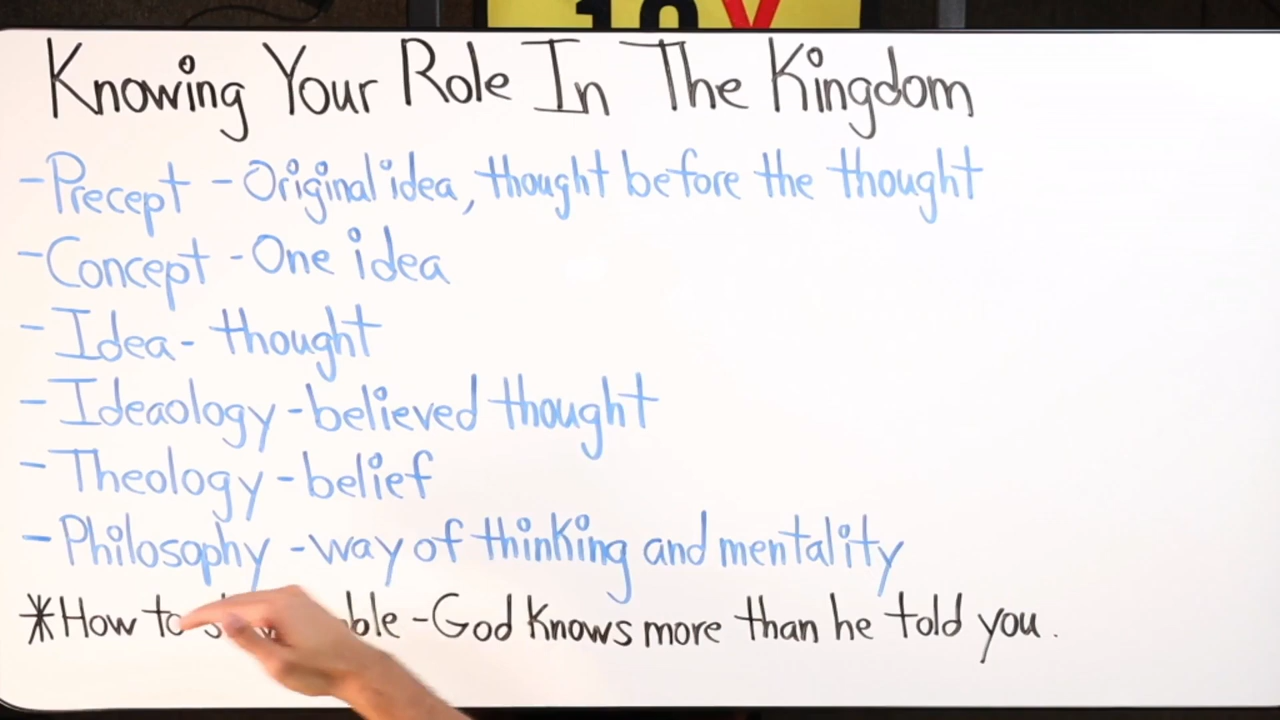 Knowing Your Role In The Kingdom
- Precept - Original idea, thought before the thought
- Concept - One idea
- Idea - thought
- Ideaology - believed thought
- Theology - belief
- Philosophy - way of thinking and mentality
*How to - God knows more than he told you.